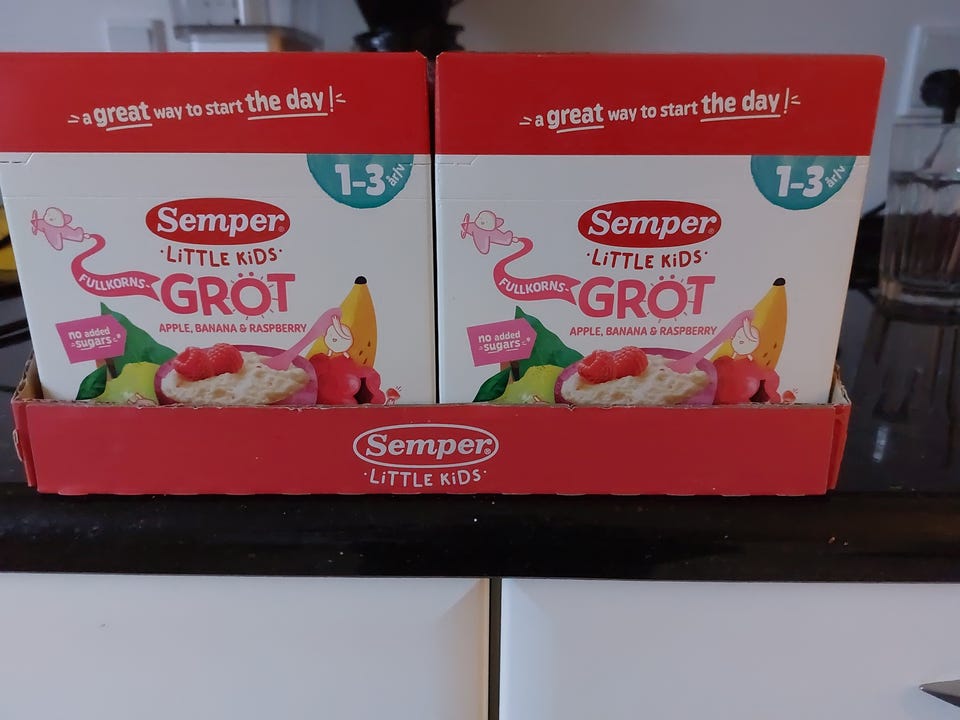 a great way to start the day!
1-3 år/v
Semper
LiTTLE KiDS
FULLKORNS-
GRÖT
APPLE, BANANA & RASPBERRY
no added
sugars*
a great way to start the day!
1-3 år/v
Semper
LiTTLE KiDS
FULLKORNS-
GRÖT
APPLE, BANANA & RASPBERRY
no added
sugars*
Semper
LiTTLE KiDS